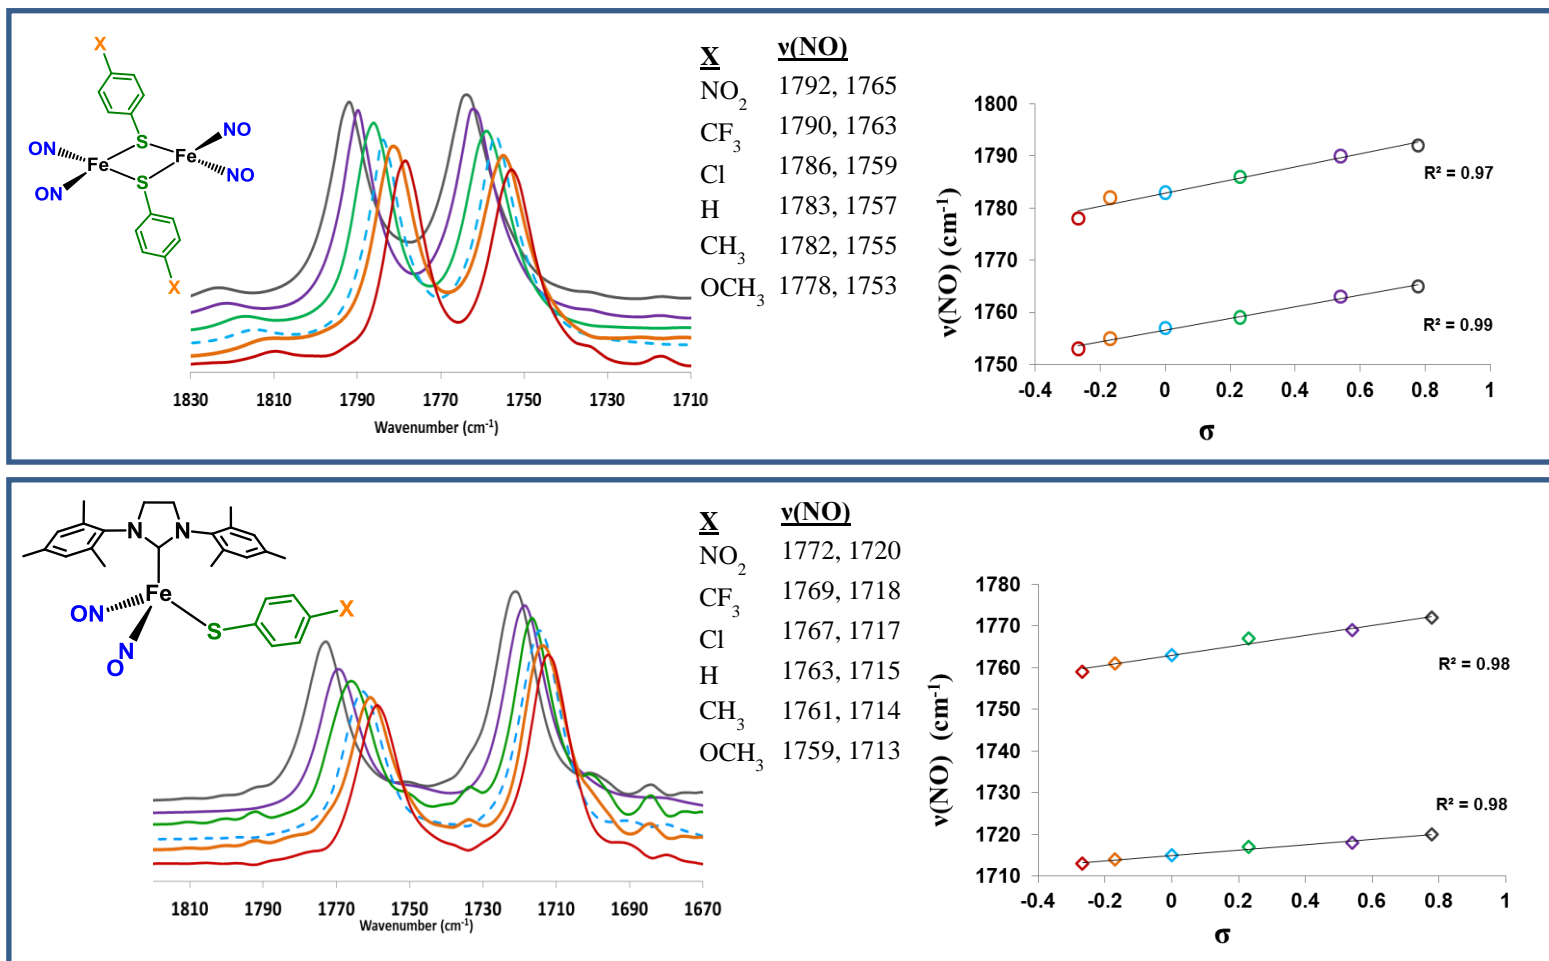 X
ON
ON
Fe
S
S
Fe
NO
NO
X
1830 1810 1790 1770 1750 1730 1710
Wavenumber (cm⁻¹)
X ν(NO)
NO₂ 1792, 1765
CF₃ 1790, 1763
Cl 1786, 1759
H 1783, 1757
CH₃ 1782, 1755
OCH₃ 1778, 1753
ν(NO) (cm⁻¹)
1800
1790
1780
1770
1760
1750
R² = 0.97
R² = 0.99
-0.4 -0.2 0 0.2 0.4 0.6 0.8 1
σ
N N
Fe
ON
N
O
S
X
1810 1790 1770 1750 1730 1710 1690 1670
Wavenumber (cm⁻¹)
X ν(NO)
NO₂ 1772, 1720
CF₃ 1769, 1718
Cl 1767, 1717
H 1763, 1715
CH₃ 1761, 1714
OCH₃ 1759, 1713
ν(NO) (cm⁻¹)
1780
1770
1760
1750
1740
1730
1720
1710
R² = 0.98
R² = 0.98
-0.4 -0.2 0 0.2 0.4 0.6 0.8 1
σ